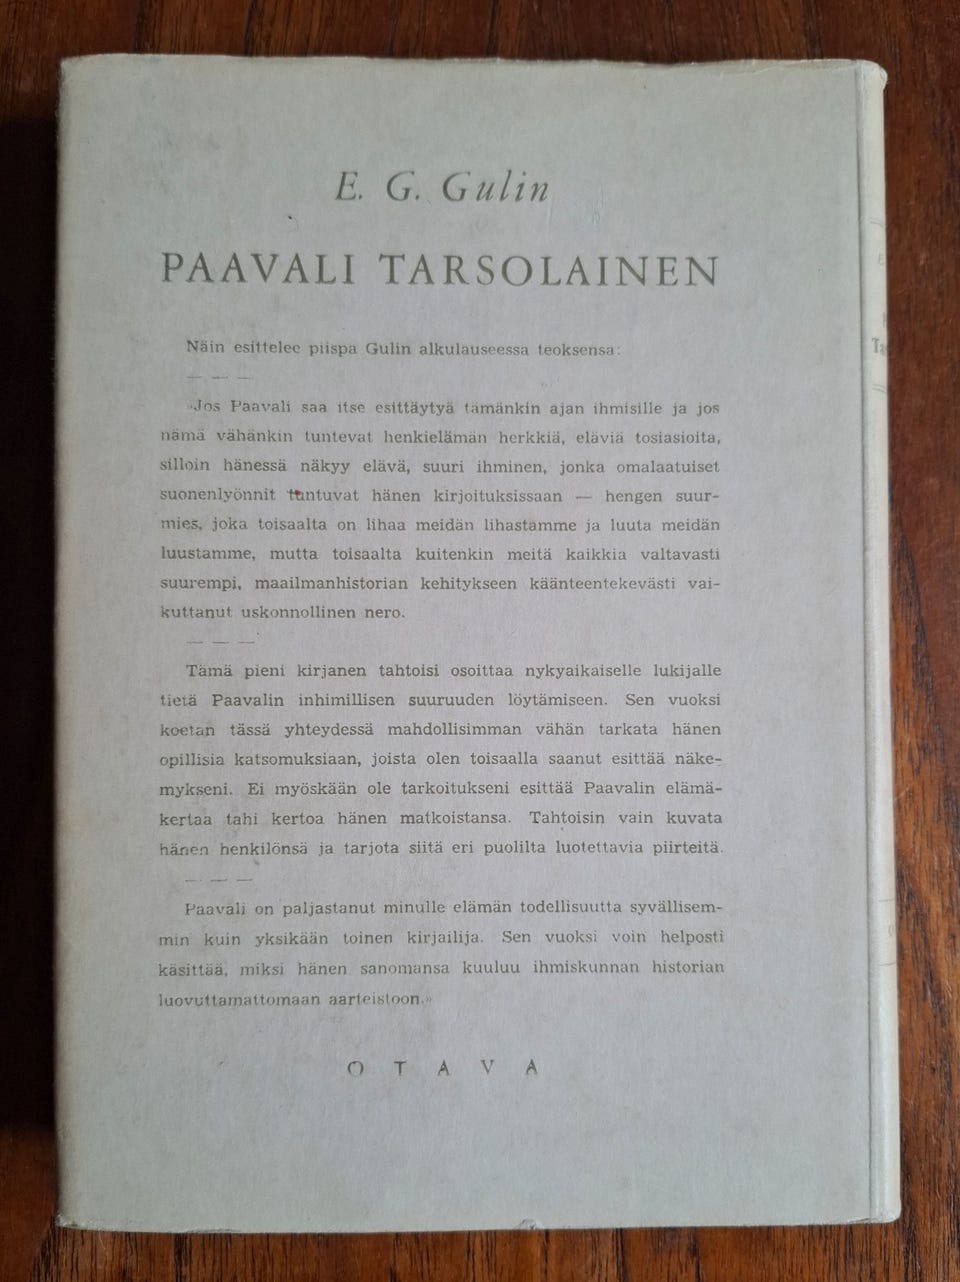 E. G. Gulin
PAAVALI TARSOLAINEN
Näin esittelee piispa Gulin alkulauseessa teoksensa:
— — —
»Jos Paavali saa itse esittäytyä tämänkin ajan ihmisille ja jos
nämä vähänkin tuntevat henkielämän herkkiä, eläviä tosiasioita,
silloin hänessä näkyy elävä, suuri ihminen, jonka omalaatuiset
suonenlyönnit tuntuvat hänen kirjoituksissaan — hengen suur-
mies, joka toisaalta on lihaa meidän lihastamme ja luuta meidän
luustamme, mutta toisaalta kuitenkin meitä kaikkia valtavasti
suurempi, maailmanhistorian kehitykseen käänteentekevästi vai-
kuttanut uskonnollinen nero.
— — —
Tämä pieni kirjanen tahtoisi osoittaa nykyaikaiselle lukijalle
tietä Paavalin inhimillisen suuruuden löytämiseen. Sen vuoksi
koetan tässä yhteydessä mahdollisimman vähän tarkata hänen
opillisia katsomuksiaan, joista olen toisaalla saanut esittää näke-
mykseni. Ei myöskään ole tarkoitukseni esittää Paavalin elämä-
kertaa tahi kertoa hänen matkoistansa. Tahtoisin vain kuvata
hänen henkilönsä ja tarjota siitä eri puolilta luotettavia piirteitä.
— — —
Paavali on paljastanut minulle elämän todellisuutta syvällisem-
min kuin yksikään toinen kirjailija. Sen vuoksi voin helposti
käsittää, miksi hänen sanomansa kuuluu ihmiskunnan historian
luovuttamattomaan aarteistoon.»
OTAVA